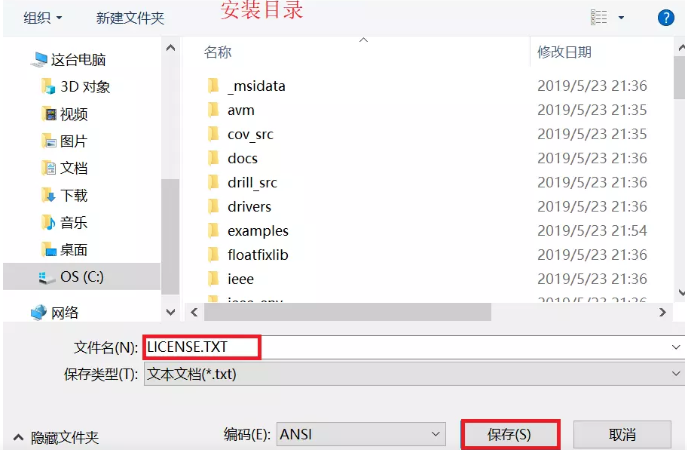 组织 新建文件夹 安装目录
名称 修改日期
这台电脑
3D 对象
视频
图片
文档
下载
音乐
桌面
OS (C:)
网络
_msidata 2019/5/23 21:36
avm 2019/5/23 21:35
cov_src 2019/5/23 21:35
docs 2019/5/23 21:36
drill_src 2019/5/23 21:36
drivers 2019/5/23 21:36
examples 2019/5/23 21:54
floatfixlib 2019/5/23 21:36
ieee 2019/5/23 21:36
文件名(N): LICENSE.TXT
保存类型(T): 文本文档(*.txt)
隐藏文件夹 编码(E): ANSI 保存(S) 取消